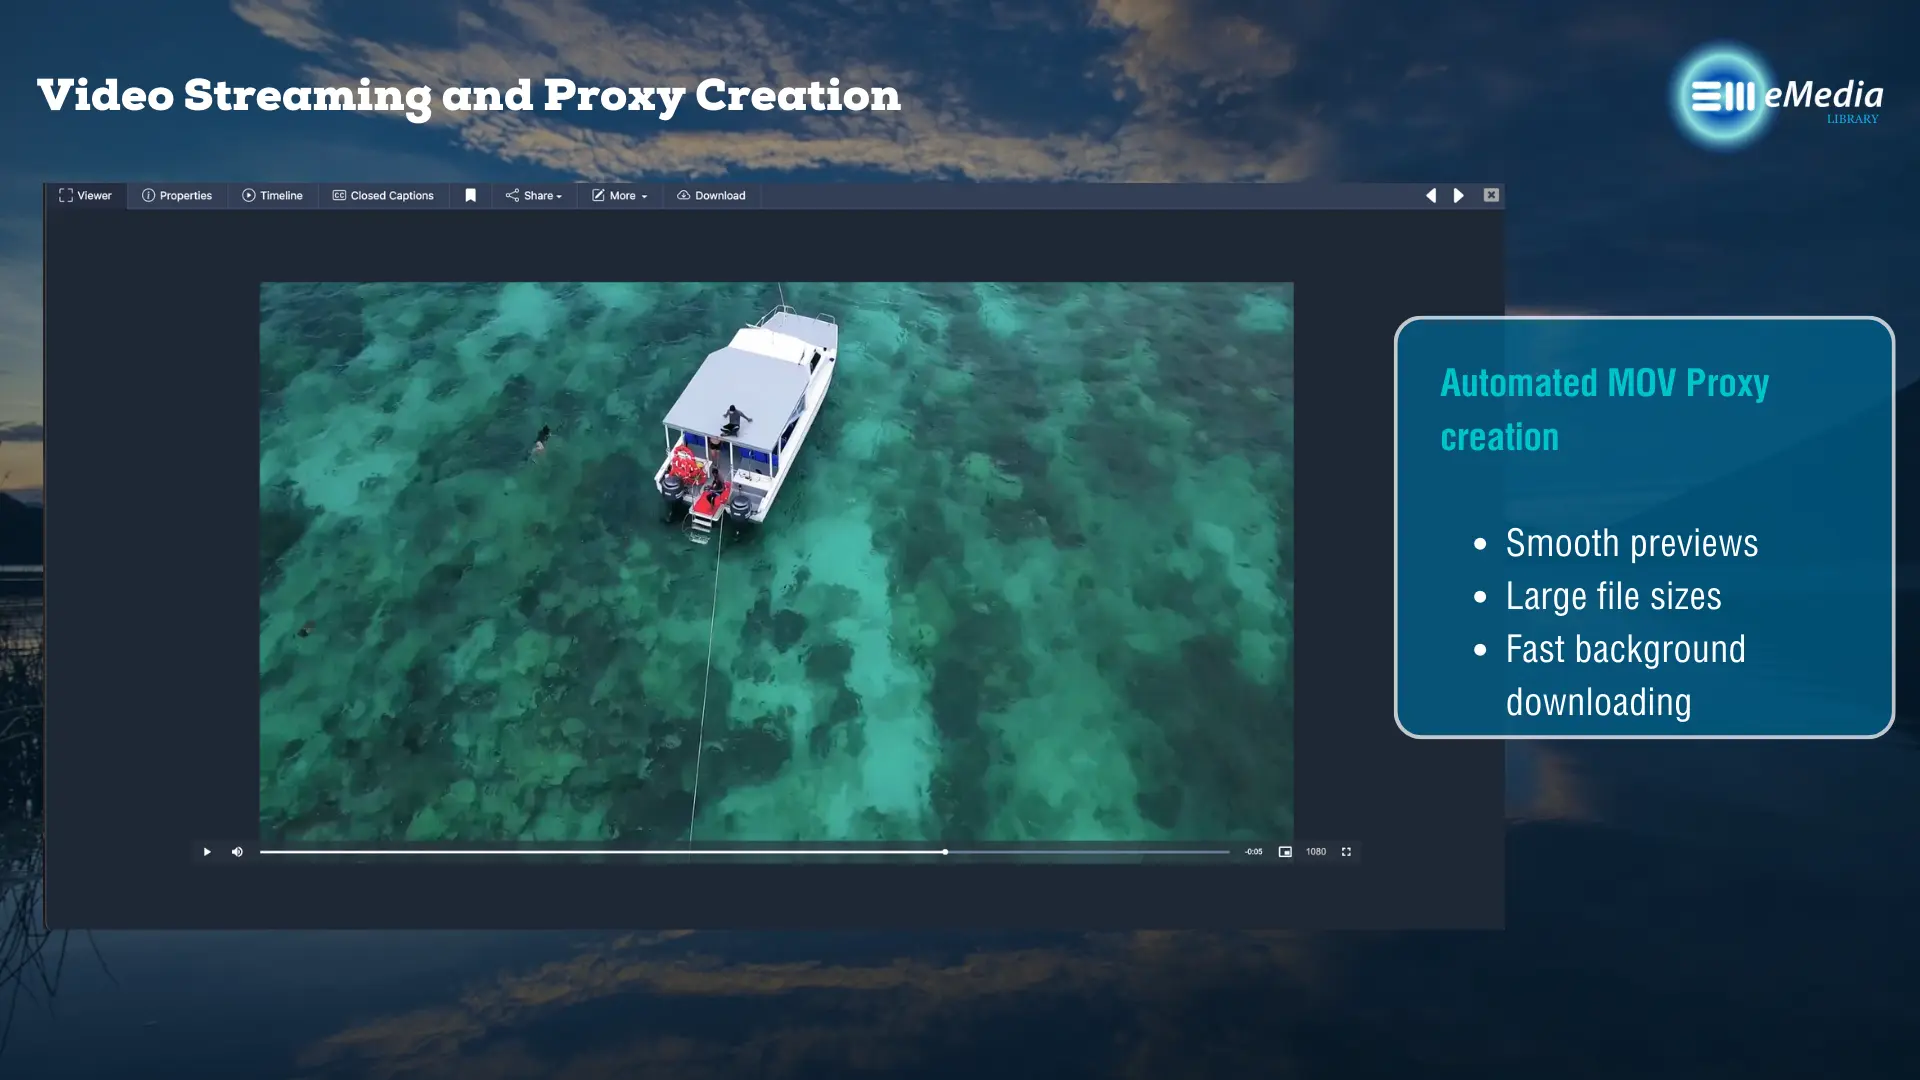 Video Streaming and Proxy Creation
eMedia
LIBRARY
Viewer
Properties
Timeline
CC Closed Captions
Share
More
Download
Automated MOV Proxy
creation
• Smooth previews
• Large file sizes
• Fast background
downloading
-0:05
1080